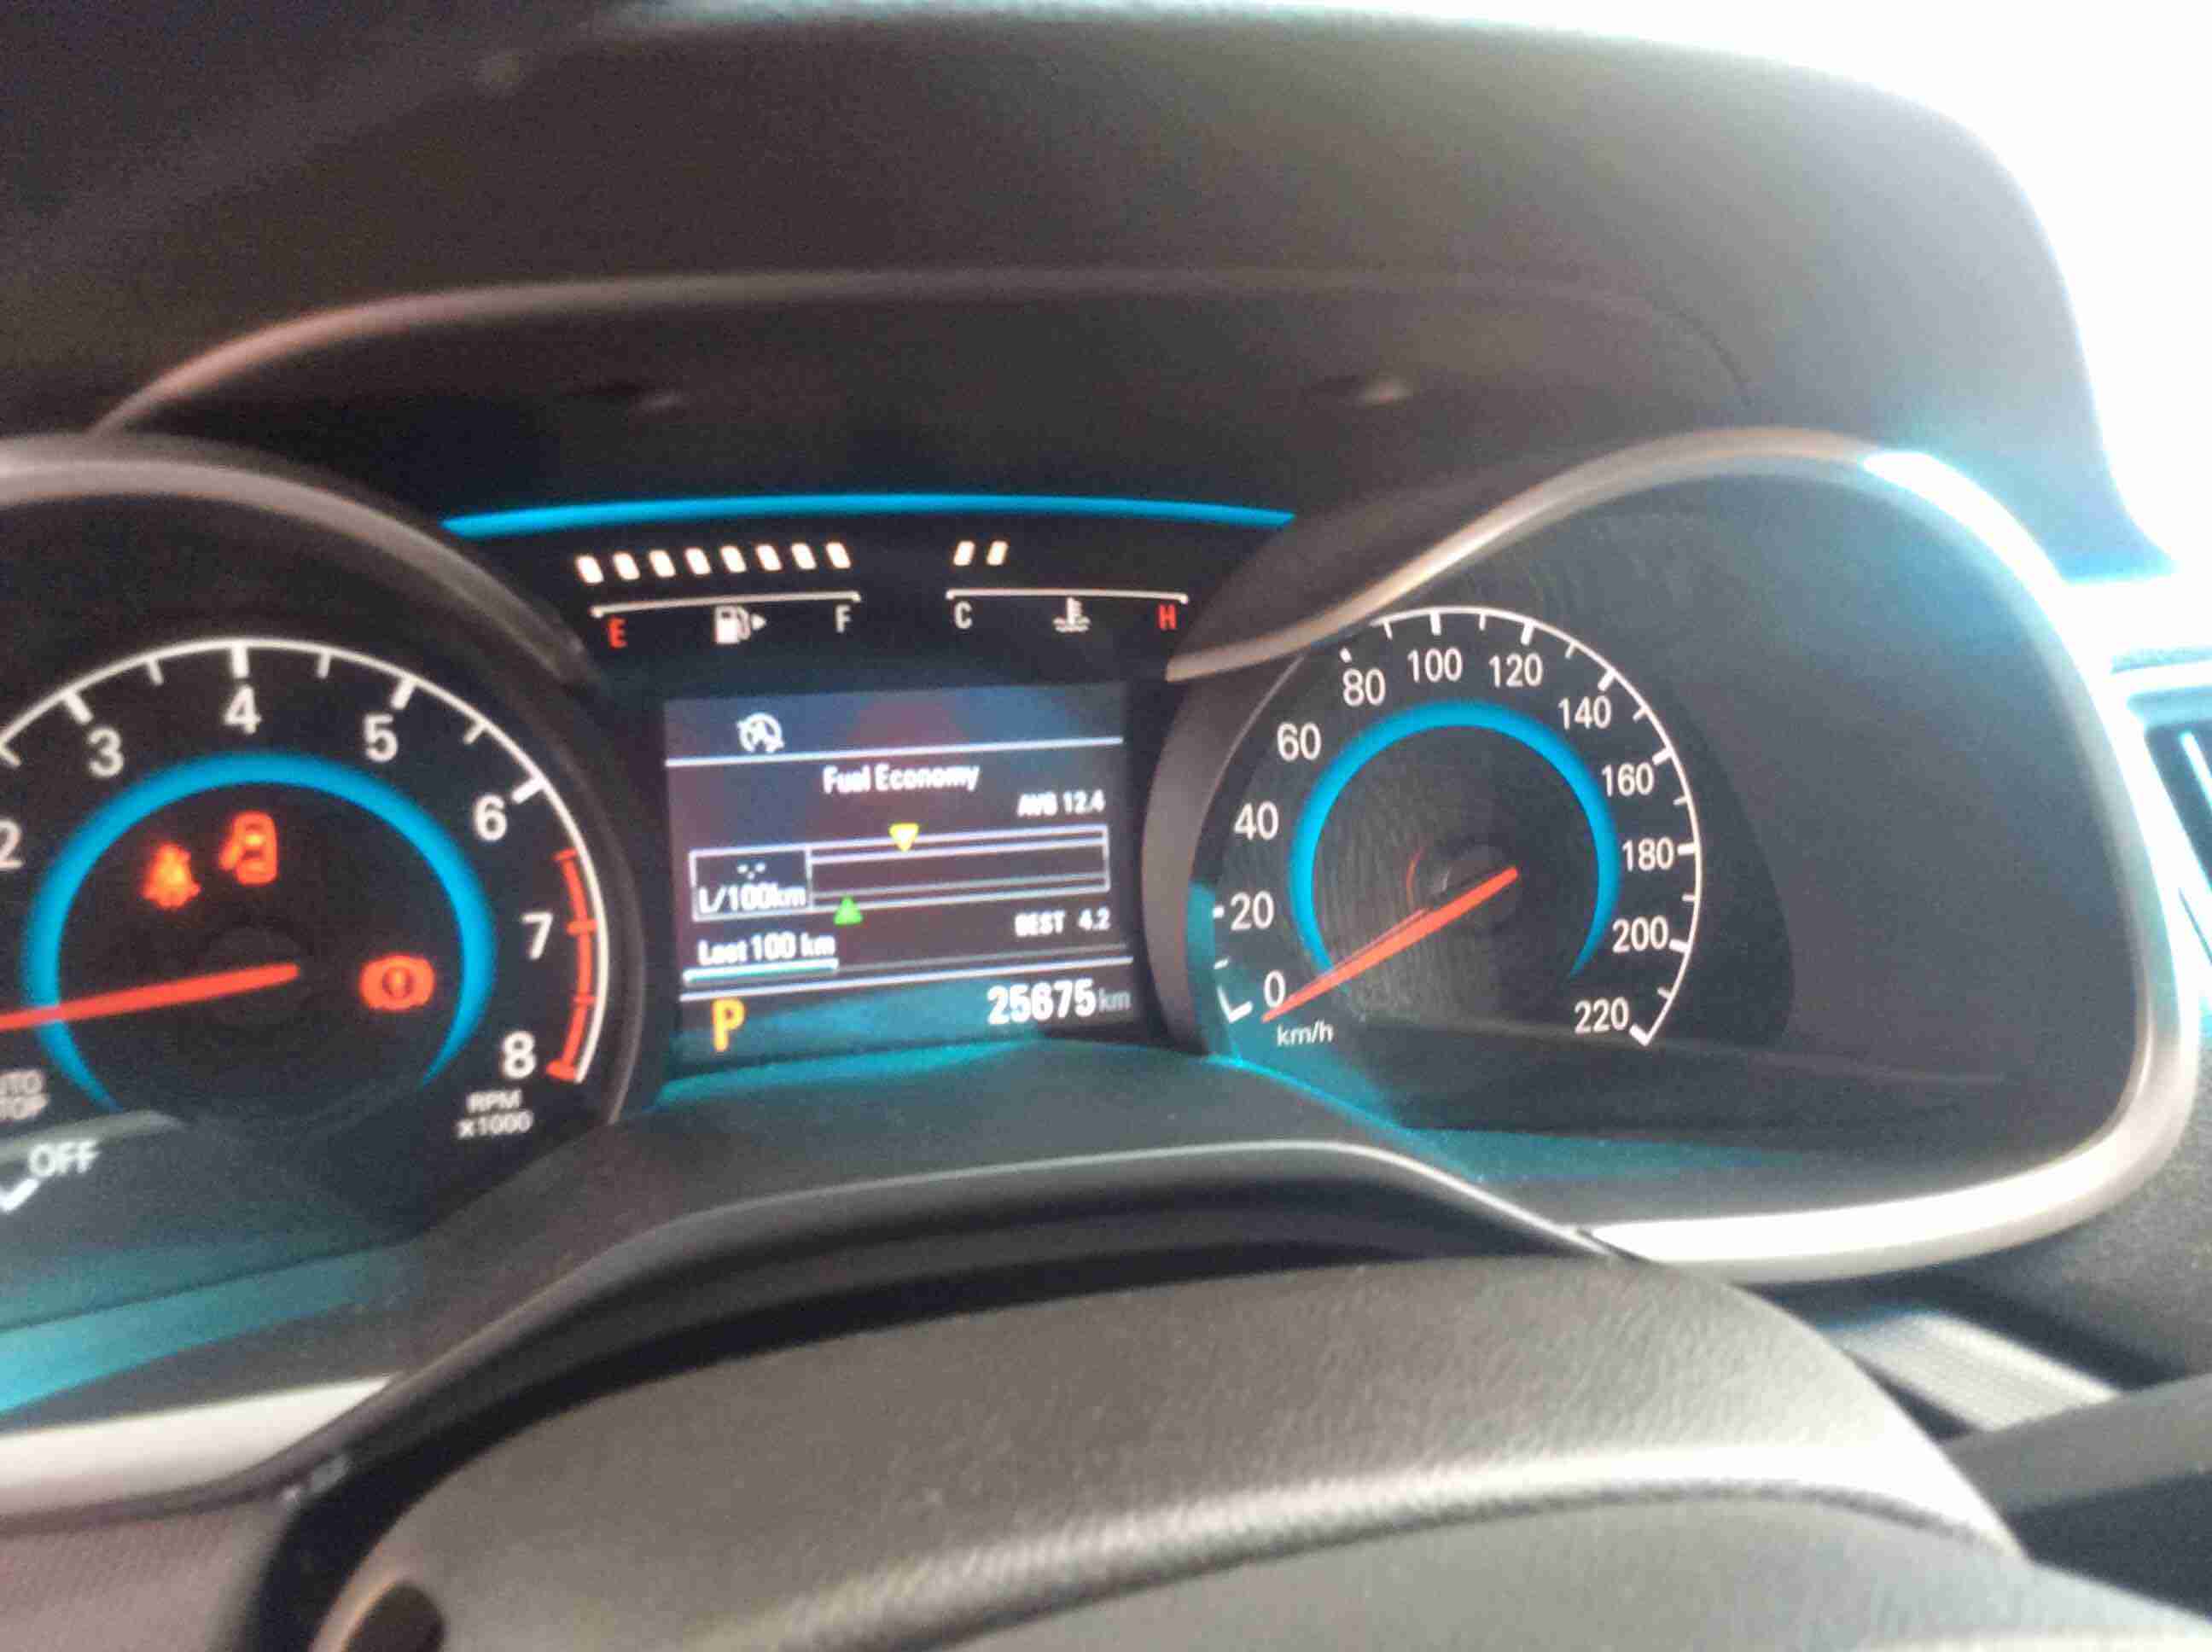 E F
C H
2 3 4 5 6 7 8
RPM
x1000
OFF
Fuel Economy
AVG 12.4
-.-
L/100km
BEST 4.2
Last 100 km
P 25675 km
0 20 40 60 80 100 120 140 160 180 200 220
km/h